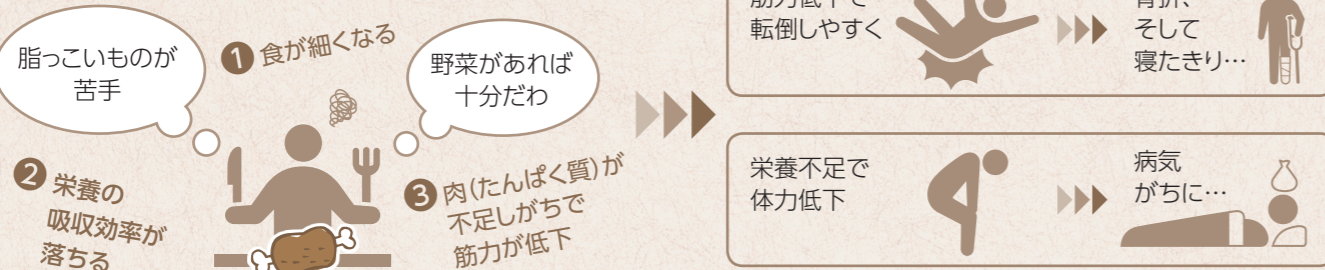 脂っこいものが
苦手
❶ 食が細くなる
野菜があれば
十分だわ
❷ 栄養の
吸収効率が
落ちる
❸ 肉(たんぱく質)が
不足しがちで
筋力が低下
転倒しやすく
そして
寝たきり…
栄養不足で
体力低下
病気
がちに…